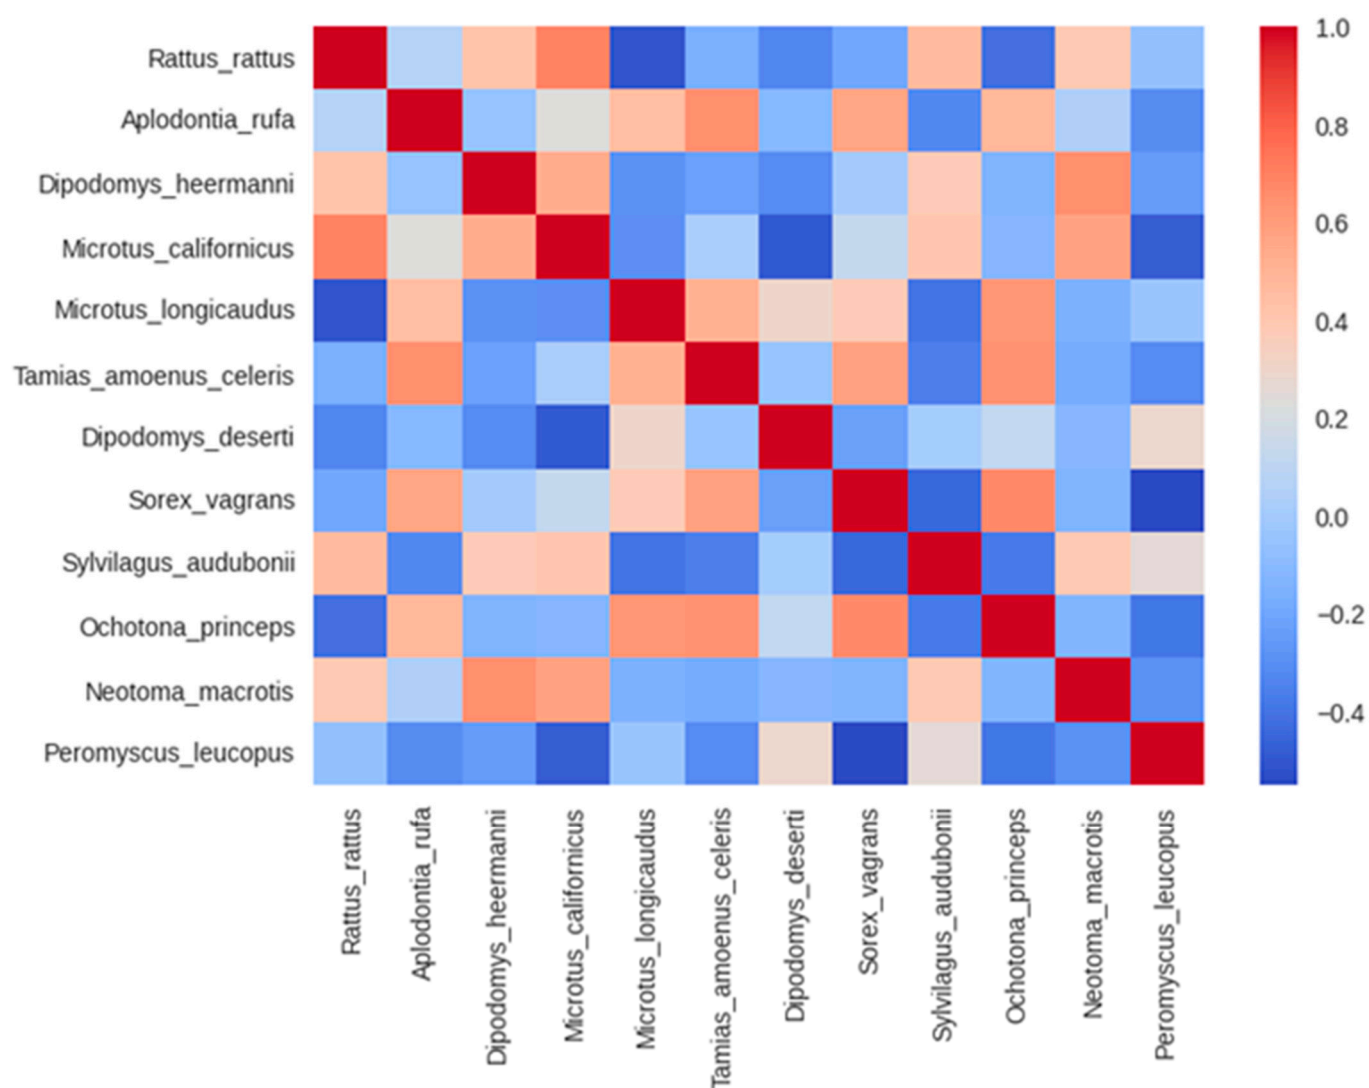 Rattus_rattus
Aplodontia_rufa
Dipodomys_heermanni
Microtus_californicus
Microtus_longicaudus
Tamias_amoenus_celeris
Dipodomys_deserti
Sorex_vagrans
Sylvilagus_audubonii
Ochotona_princeps
Neotoma_macrotis
Peromyscus_leucopus
Rattus_rattus
Aplodontia_rufa
Dipodomys_heermanni
Microtus_californicus
Microtus_longicaudus
Tamias_amoenus_celeris
Dipodomys_deserti
Sorex_vagrans
Sylvilagus_audubonii
Ochotona_princeps
Neotoma_macrotis
Peromyscus_leucopus
1.0
0.8
0.6
0.4
0.2
0.0
−0.2
−0.4